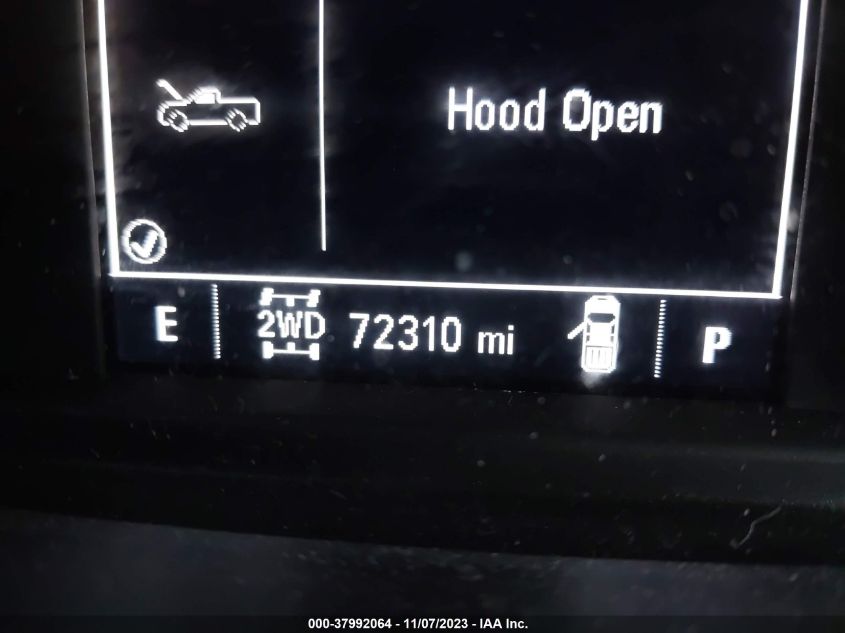 Hood Open
E 2WD 72310 mi P
000-37992064 - 11/07/2023 - IAA Inc.